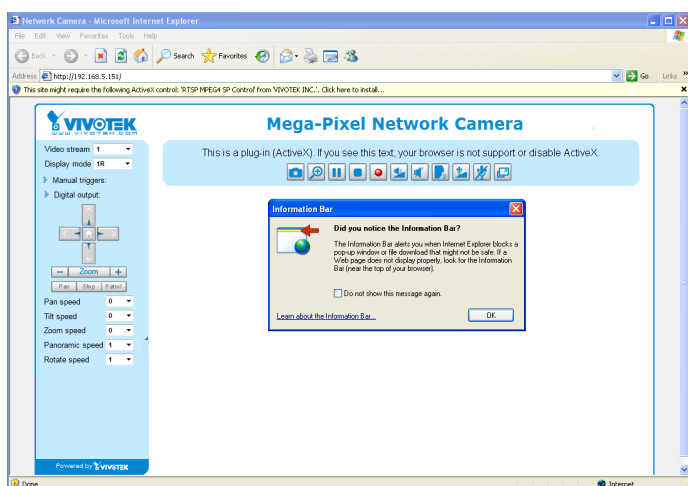 Network Camera - Microsoft Internet Explorer
File Edit View Favorites Tools Help
Back Search Favorites
Address http://192.168.5.151/ Go Links »
This site might require the following ActiveX control: 'RTSP MPEG4 SP Control' from 'VIVOTEK INC.'. Click here to install...
VIVOTEK
www.vivotek.com
Mega-Pixel Network Camera
Video stream 1
Display mode 1R
This is a plug-in (ActiveX). If you see this text, your browser is not support or disable ActiveX.
Manual triggers:
Digital output:
Zoom
Pan Stop Patrol
Pan speed 0
Tilt speed 0
Zoom speed 0
Panoramic speed 1
Rotate speed 1
Information Bar
Did you notice the Information Bar?
The Information Bar alerts you when Internet Explorer blocks a
pop-up window or file download that might not be safe. If a
Web page does not display properly, look for the Information
Bar (near the top of your browser).
Do not show this message again.
Learn about the Information Bar...
OK
Powered by VIVOTEK
Done
Internet